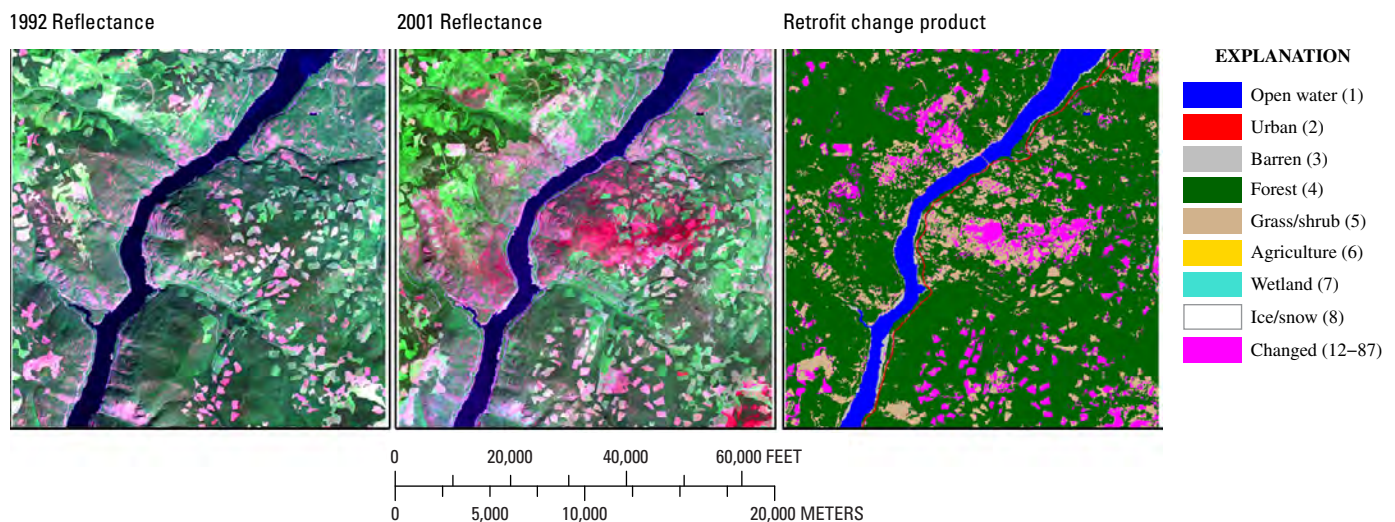 1992 Reflectance
2001 Reflectance
Retrofit change product
EXPLANATION
Open water (1)
Urban (2)
Barren (3)
Forest (4)
Grass/shrub (5)
Agriculture (6)
Wetland (7)
Ice/snow (8)
Changed (12–87)
0 20,000 40,000 60,000 FEET
0 5,000 10,000 20,000 METERS